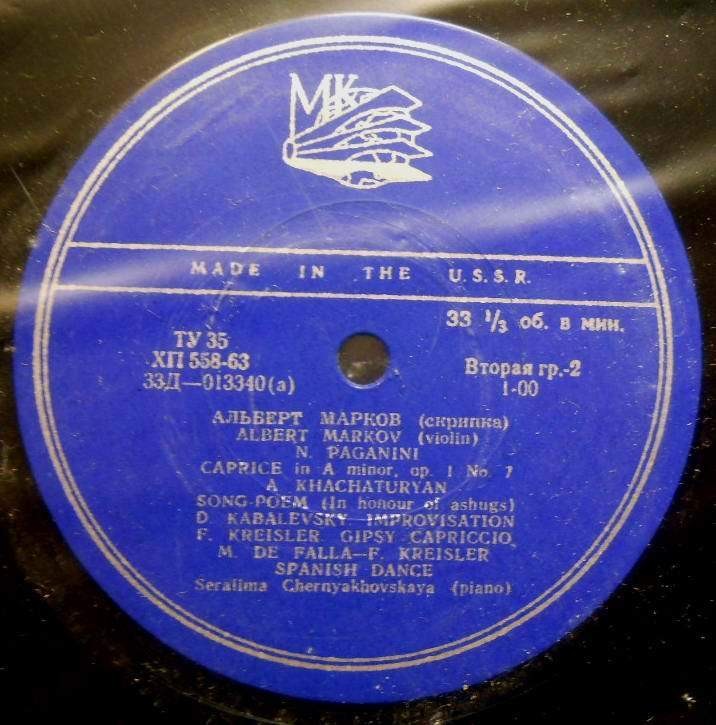 МК
MADE IN THE U.S.S.R.
33 ⅓ об. в мин.
ТУ 35
ХП 558-63
33Д—013340(а)
Вторая гр.-2
1-00
АЛЬБЕРТ МАРКОВ (скрипка)
ALBERT MARKOV (violin)
N. PAGANINI
CAPRICE in A minor, op. 1 No. 7
A. KHACHATURYAN
SONG-POEM (In honour of ashugs)
D. KABALEVSKY—IMPROVISATION
F. KREISLER GIPSY CAPRICCIO,
M. DE FALLA—F. KREISLER
SPANISH DANCE
Serafima Chernyakhovskaya (piano)